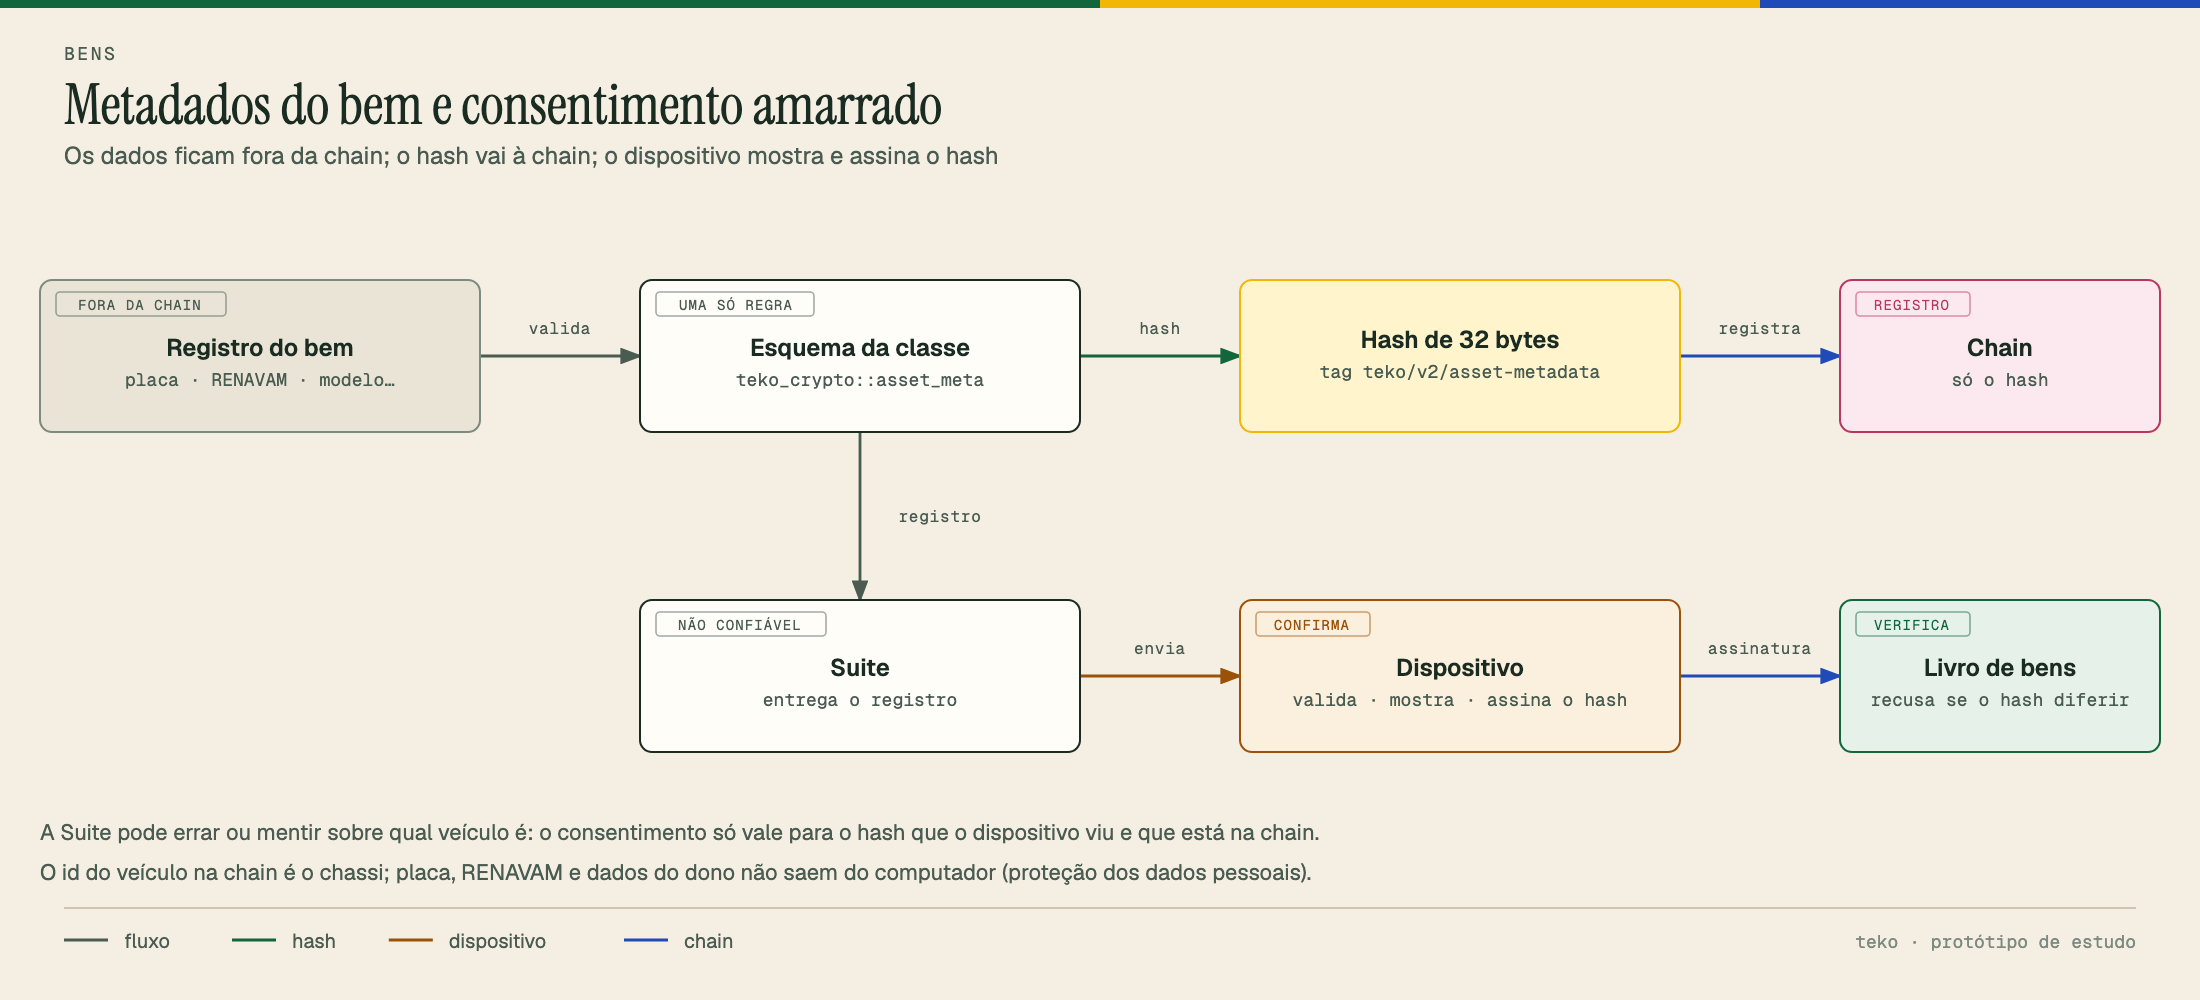 BENS
Metadados do bem e consentimento amarrado
Os dados ficam fora da chain; o hash vai à chain; o dispositivo mostra e assina o hash
FORA DA CHAIN
Registro do bem
placa · RENAVAM · modelo…
valida
UMA SÓ REGRA
Esquema da classe
teko_crypto::asset_meta
hash
Hash de 32 bytes
tag teko/v2/asset-metadata
registra
REGISTRO
Chain
só o hash
registro
NÃO CONFIÁVEL
Suite
entrega o registro
envia
CONFIRMA
Dispositivo
valida · mostra · assina o hash
assinatura
VERIFICA
Livro de bens
recusa se o hash diferir
A Suite pode errar ou mentir sobre qual veículo é: o consentimento só vale para o hash que o dispositivo viu e que está na chain.
O id do veículo na chain é o chassi; placa, RENAVAM e dados do dono não saem do computador (proteção dos dados pessoais).
fluxo
hash
dispositivo
chain
teko · protótipo de estudo